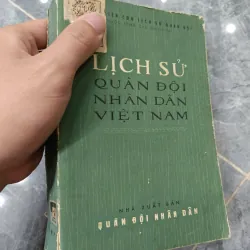 LỊCH SỬ
QUÂN ĐỘI
NHÂN DÂN
VIỆT NAM
NHÀ XUẤT BẢN
QUÂN ĐỘI NHÂN DÂN